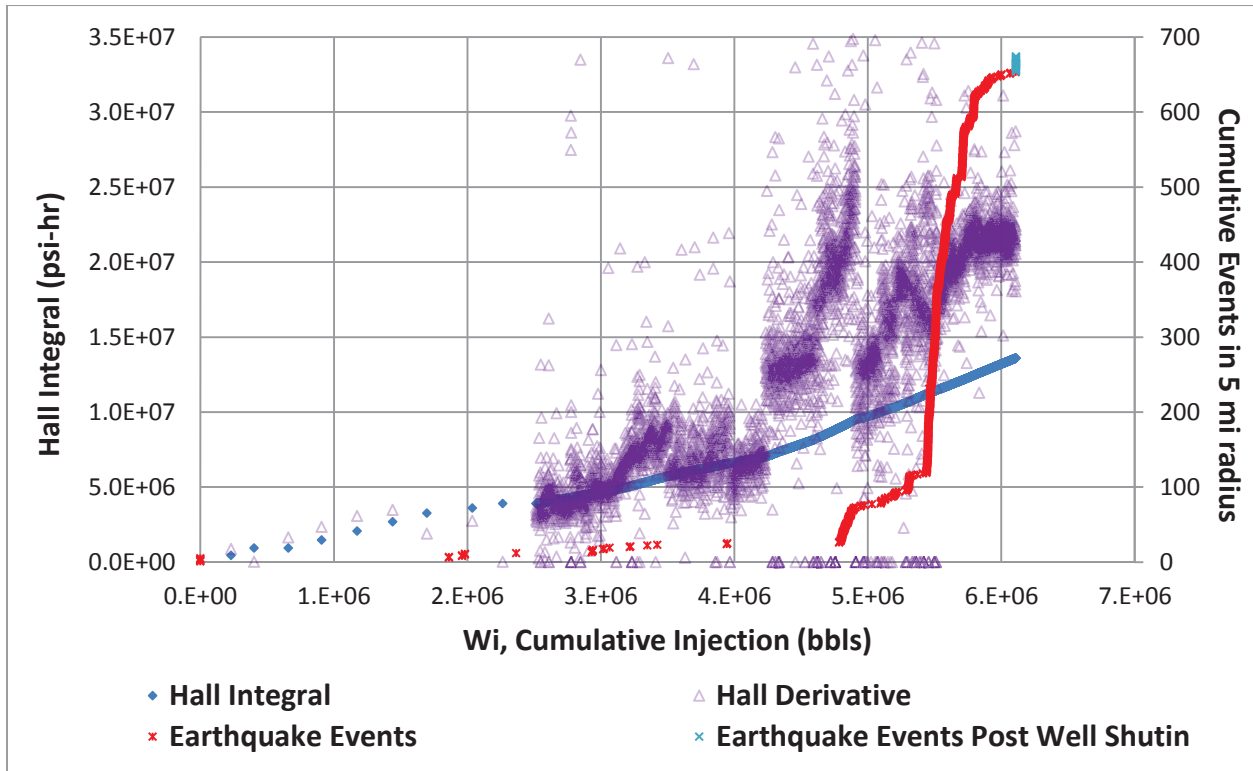 3.5E+07
3.0E+07
2.5E+07
2.0E+07
1.5E+07
1.0E+07
5.0E+06
0.0E+00
Hall Integral (psi-hr)
700
600
500
400
300
200
100
0
Cumultive Events in 5 mi radius
0.E+00 1.E+06 2.E+06 3.E+06 4.E+06 5.E+06 6.E+06 7.E+06
Wi, Cumulative Injection (bbls)
Hall Integral
Hall Derivative
Earthquake Events
Earthquake Events Post Well Shutin